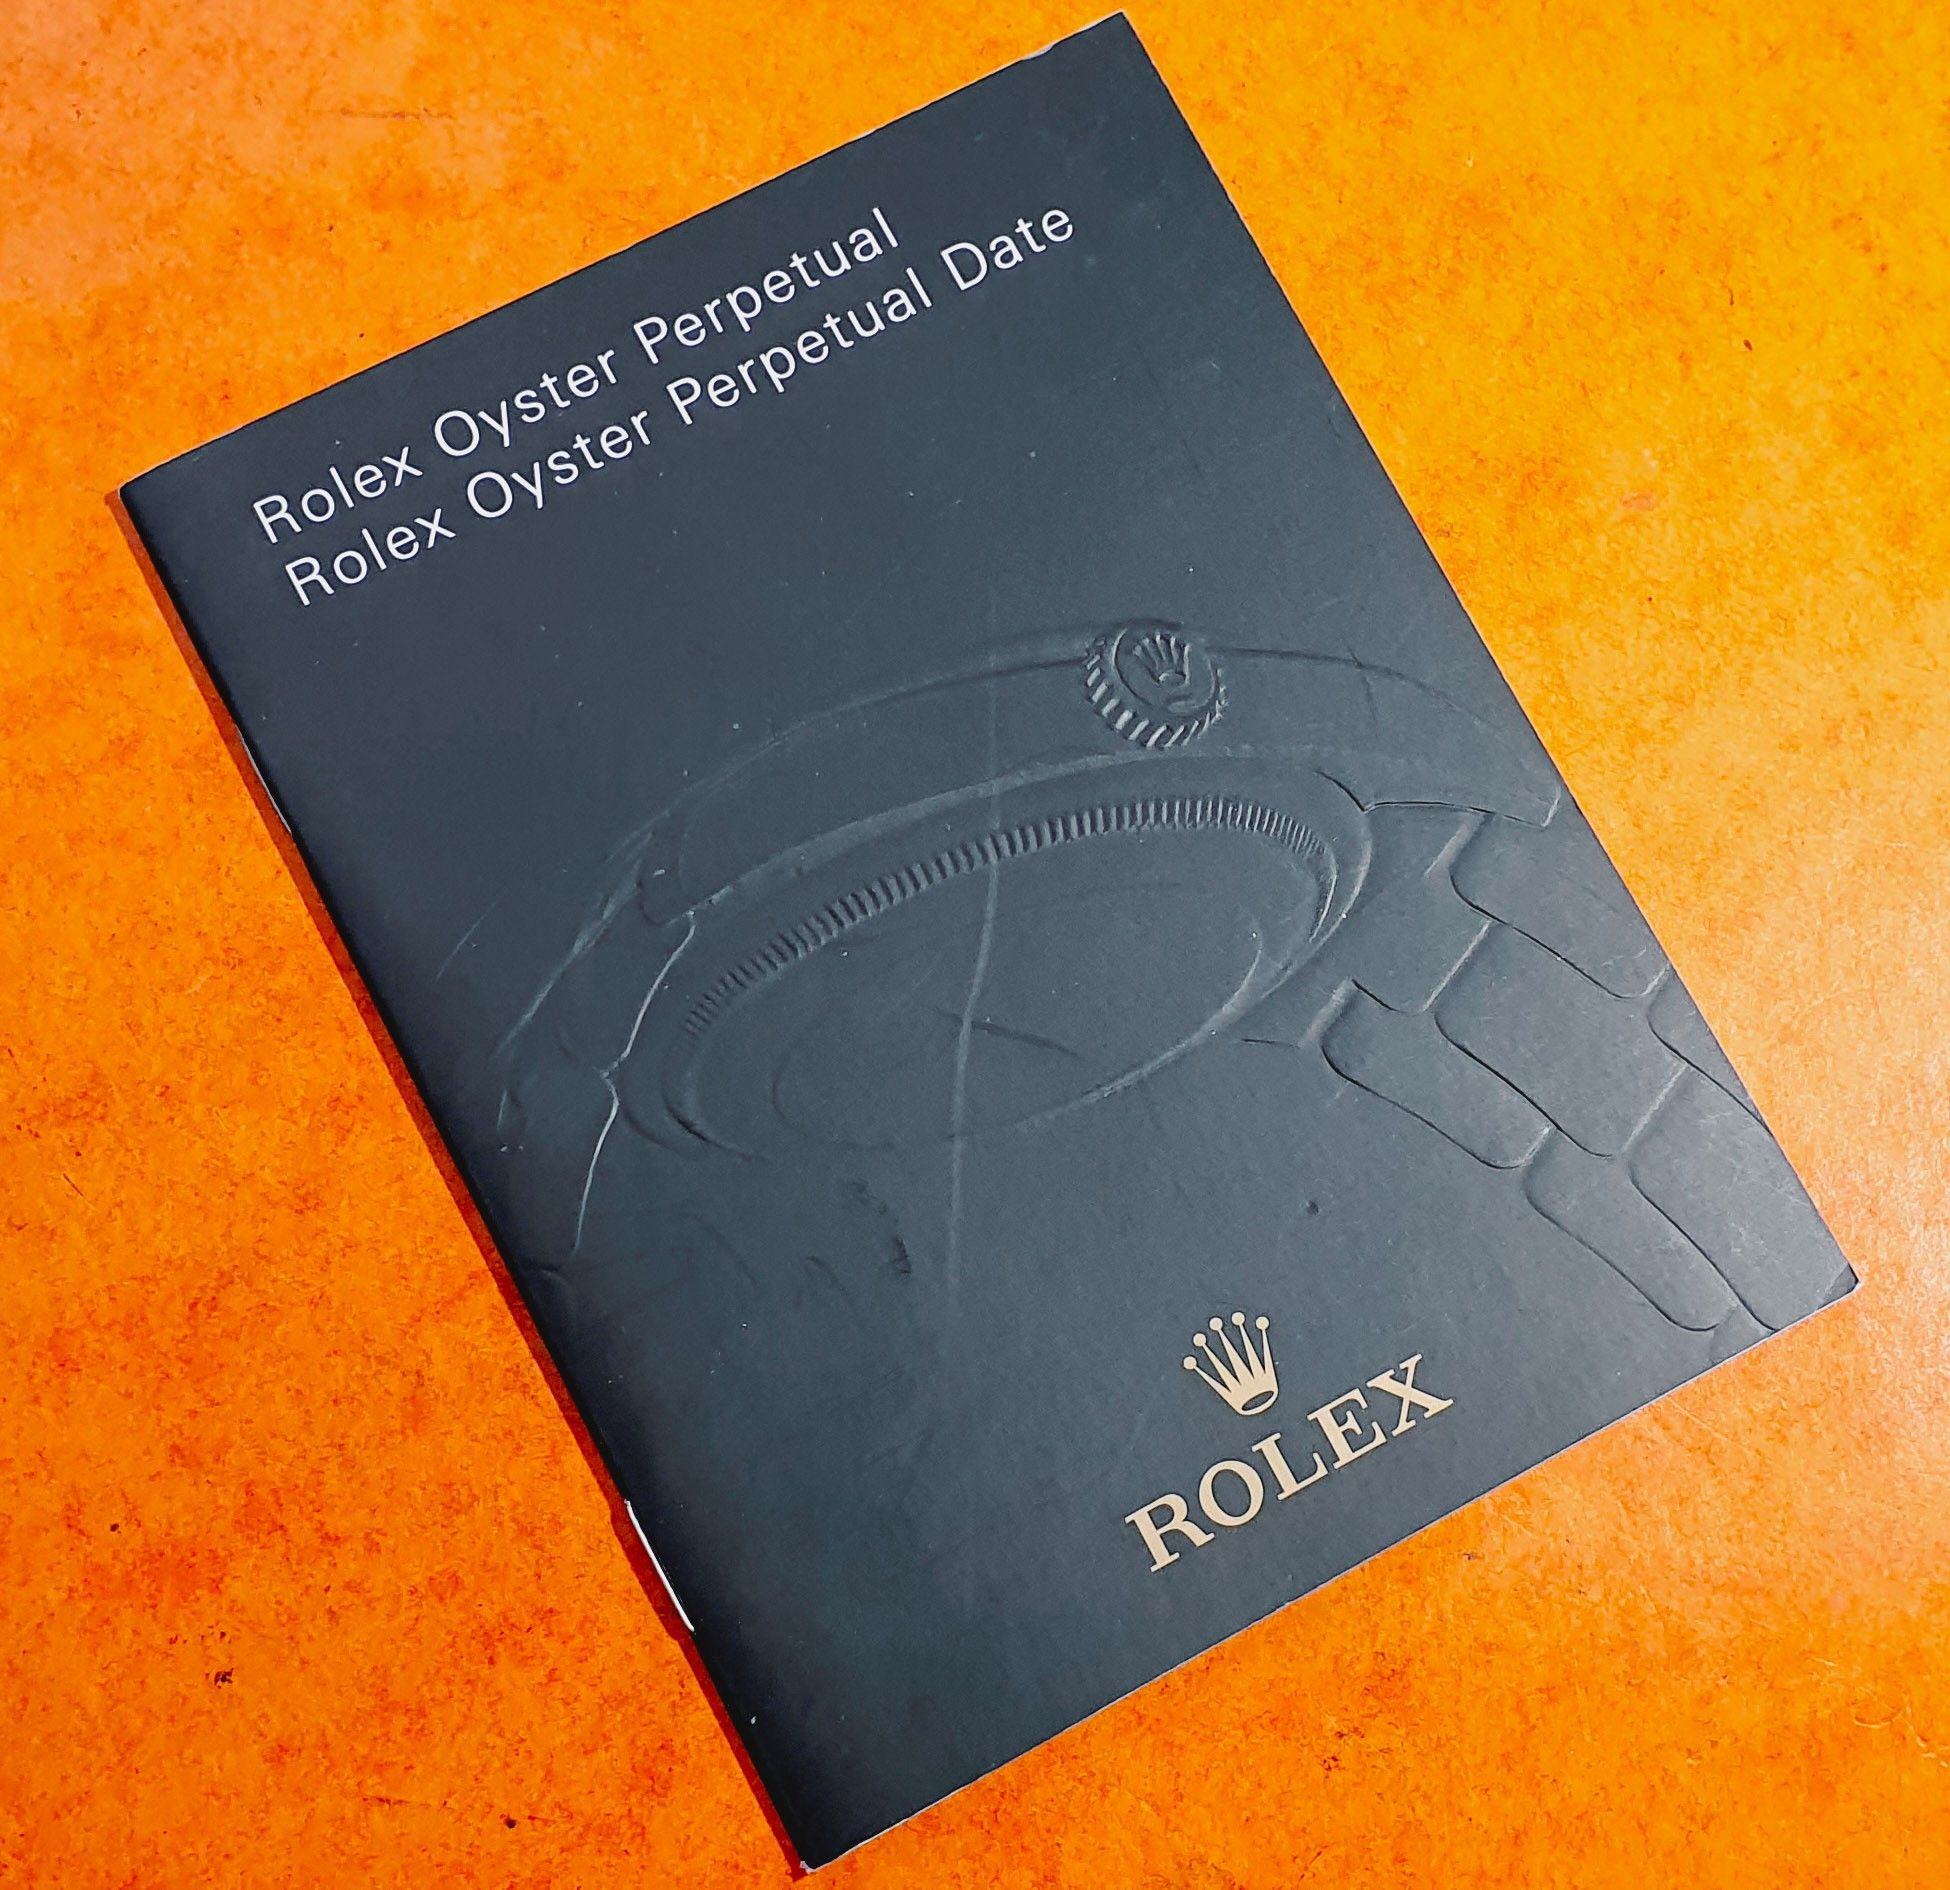 Rolex Oyster Perpetual
Rolex Oyster Perpetual Date
ROLEX